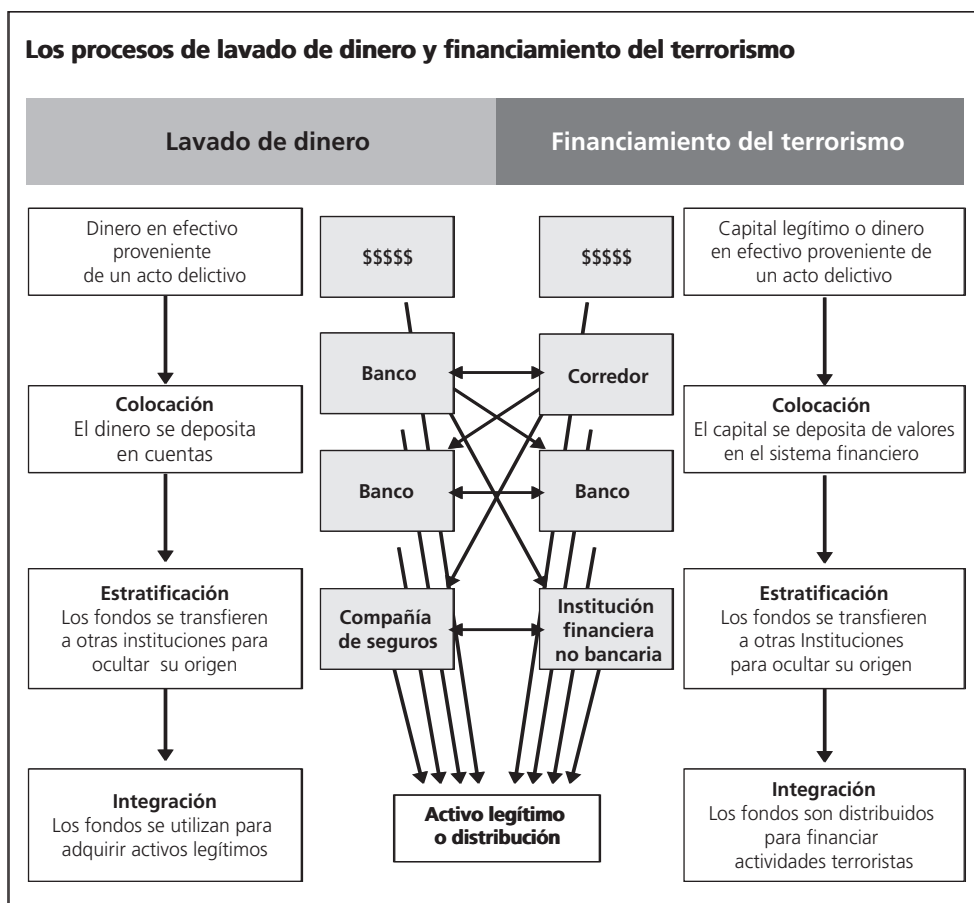 Los procesos de lavado de dinero y financiamiento del terrorismo
Lavado de dinero
Financiamiento del terrorismo
Dinero en efectivo
proveniente
de un acto delictivo
$$$$$
$$$$$
Capital legítimo o dinero
en efectivo proveniente de
un acto delictivo
Banco
Corredor
Colocación
El dinero se deposita
en cuentas
Colocación
El capital se deposita de valores
en el sistema financiero
Banco
Banco
Estratificación
Los fondos se transfieren
a otras instituciones para
ocultar su origen
Compañía
de seguros
Institución
financiera
no bancaria
Estratificación
Los fondos se transfieren
a otras Instituciones
para ocultar su origen
Integración
Los fondos se utilizan para
adquirir activos legítimos
Activo legítimo
o distribución
Integración
Los fondos son distribuidos
para financiar
actividades terroristas